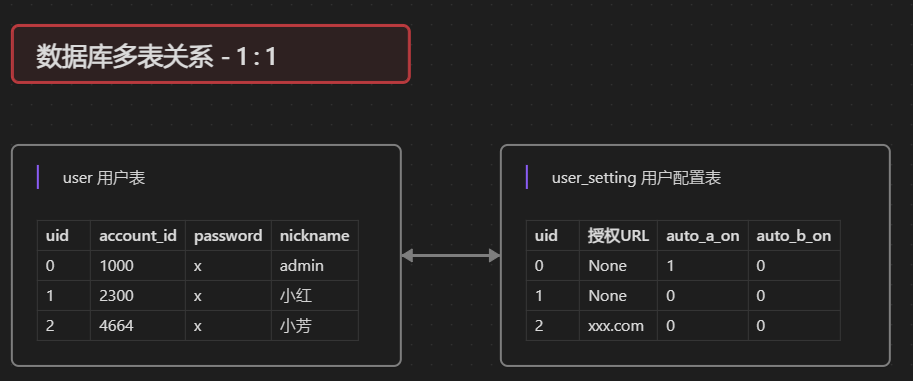 数据库多表关系 - 1 : 1
user 用户表
uid account_id password nickname
0 1000 x admin
1 2300 x 小红
2 4664 x 小芳
user_setting 用户配置表
uid 授权URL auto_a_on auto_b_on
0 None 1 0
1 None 0 0
2 xxx.com 0 0